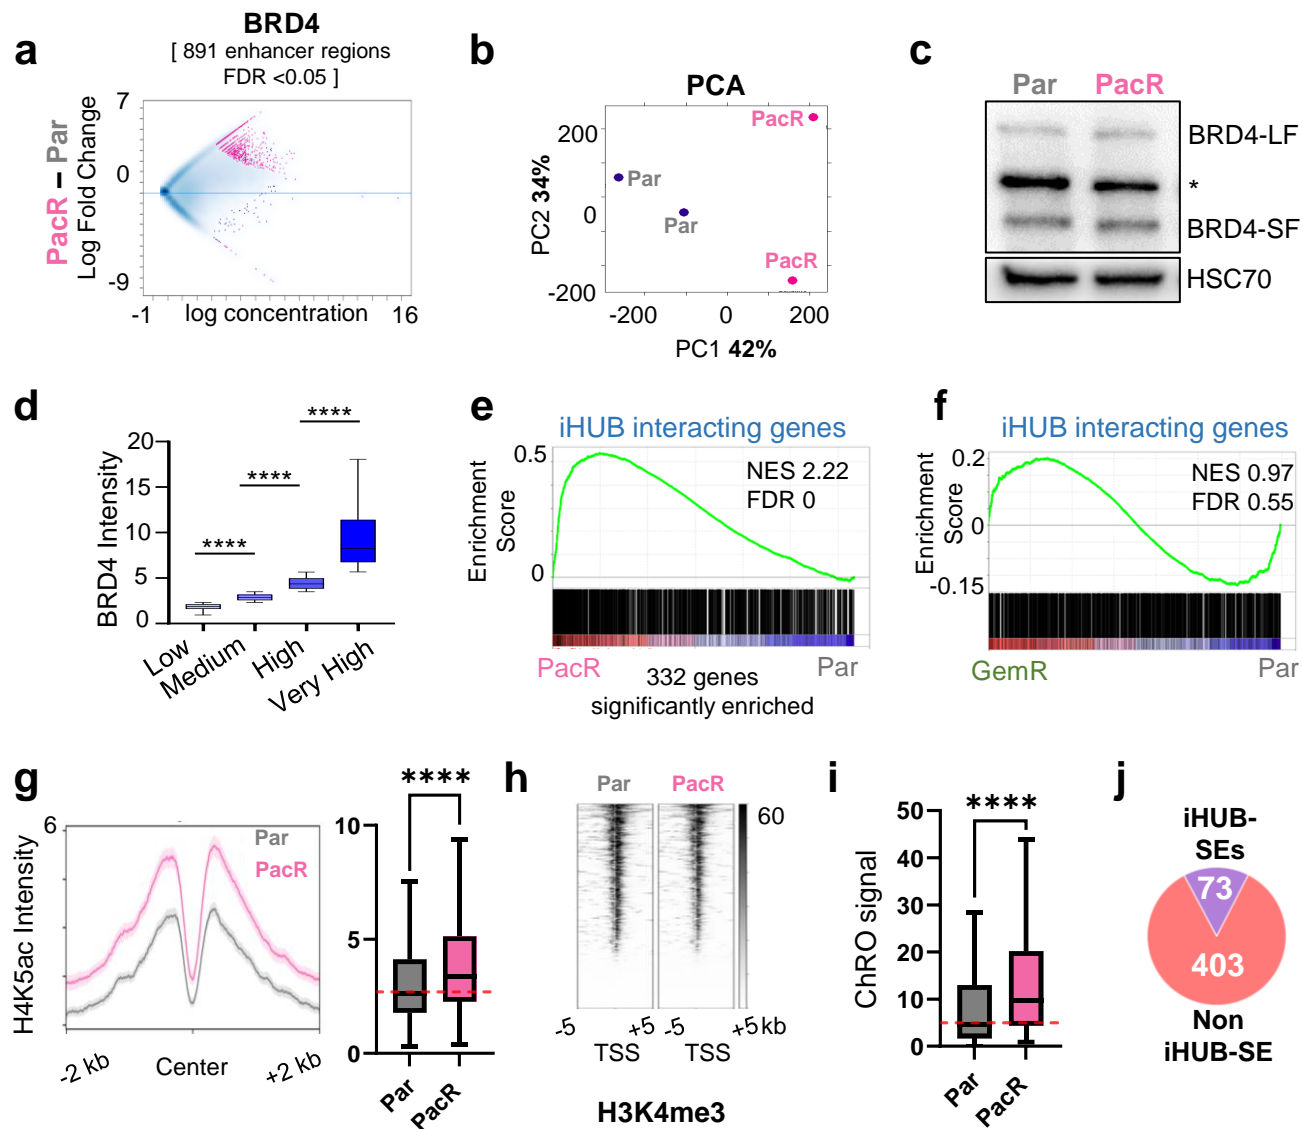 a
BRD4
[ 891 enhancer regions
FDR <0.05 ]
PacR – Par
Log Fold Change
7
0
-9
-1
log concentration
16
b
PCA
PacR
Par
Par
PacR
200
0
-200
PC2 34%
-200
0
200
PC1 42%
c
Par
PacR
BRD4-LF
*
BRD4-SF
HSC70
d
BRD4 Intensity
20
15
10
5
0
****
****
****
Low
Medium
High
Very High
e
iHUB interacting genes
Enrichment
Score
0.5
0
NES 2.22
FDR 0
PacR
Par
332 genes
significantly enriched
f
iHUB interacting genes
Enrichment
Score
0.2
0
-0.15
NES 0.97
FDR 0.55
GemR
Par
g
H4K5ac Intensity
6
Par
PacR
-2 kb
Center
+2 kb
****
10
5
0
Par
PacR
h
Par
PacR
60
-5
+5
-5
+5 kb
TSS
TSS
H3K4me3
i
ChRO signal
****
50
40
30
20
10
0
Par
PacR
j
iHUB-
SEs
73
403
Non
iHUB-SE